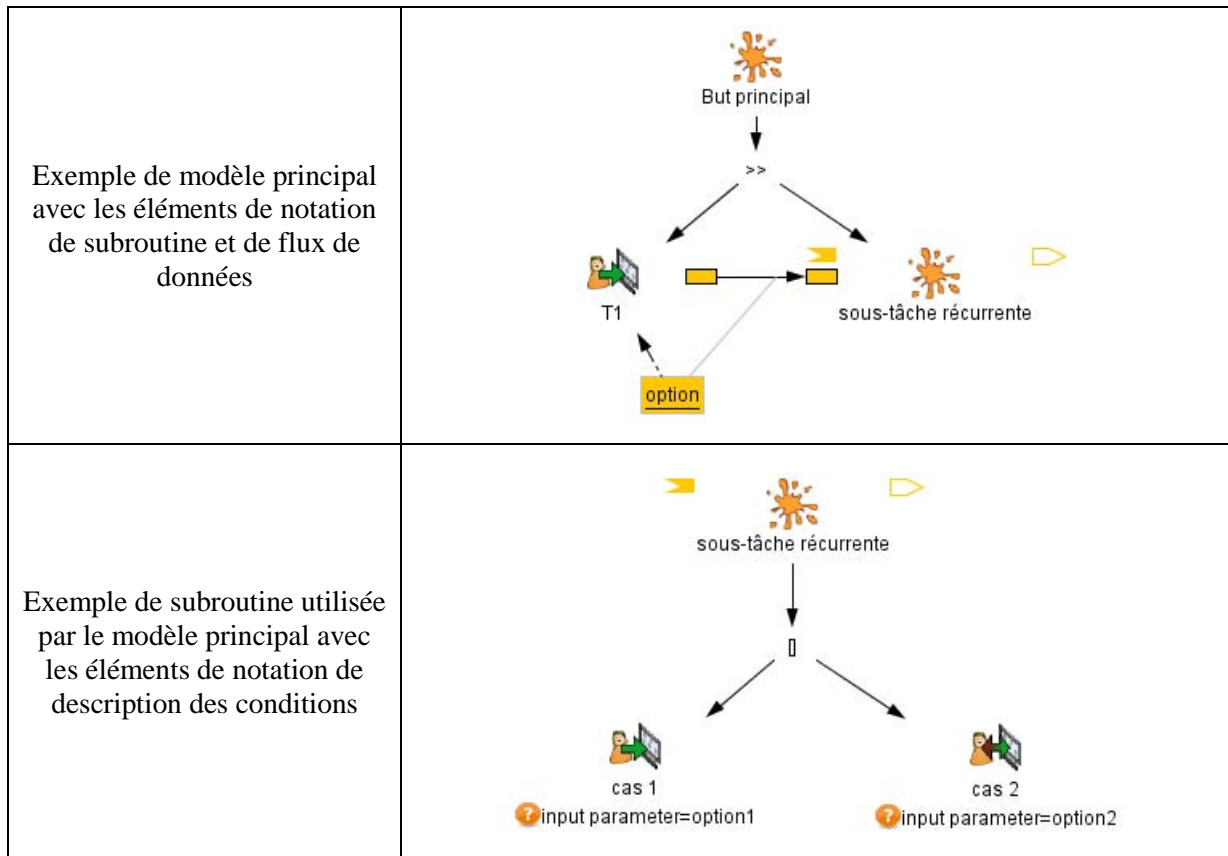 Exemple de modèle principal
avec les éléments de notation
de subroutine et de flux de
données
But principal
>>
T1
sous-tâche récurrente
option
Exemple de subroutine utilisée
par le modèle principal avec
les éléments de notation de
description des conditions
sous-tâche récurrente
[]
cas 1
?input parameter=option1
cas 2
?input parameter=option2